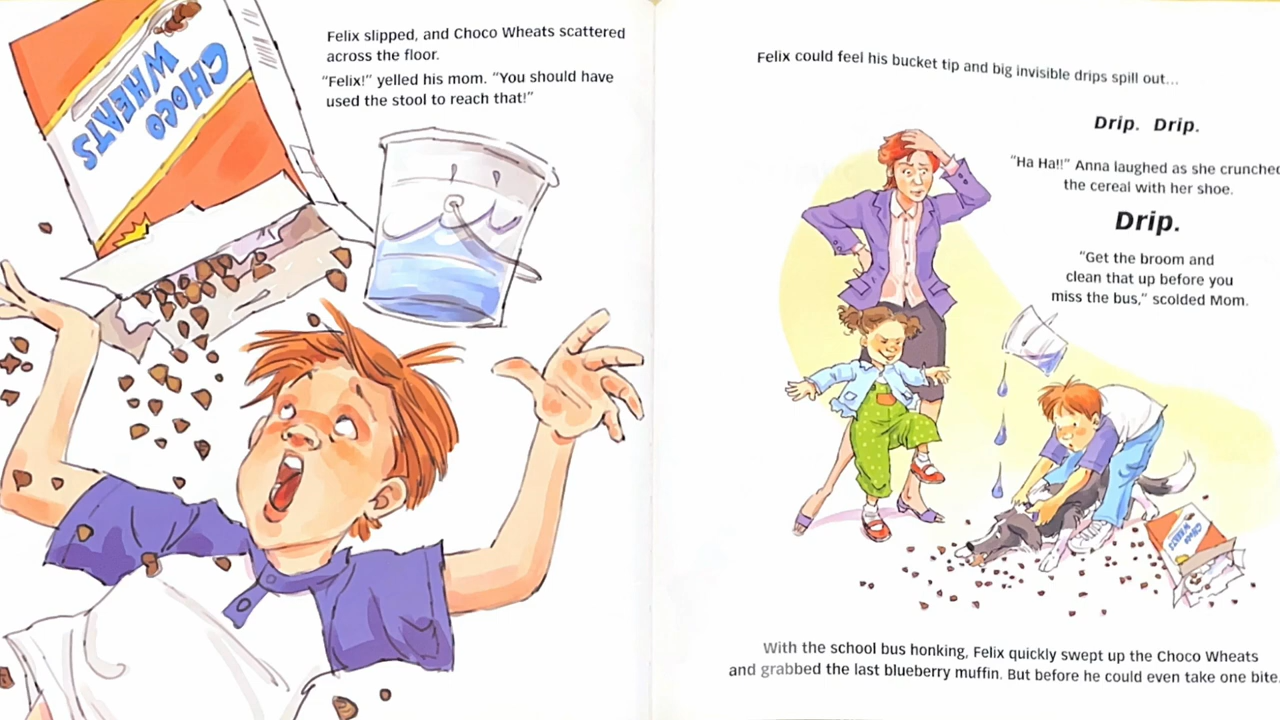 CHOCO
WHEATS
Felix slipped, and Choco Wheats scattered
across the floor.
“Felix!” yelled his mom. “You should have
used the stool to reach that!”
Felix could feel his bucket tip and big invisible drips spill out...
Drip. Drip.
“Ha Ha!!” Anna laughed as she crunched
the cereal with her shoe.
Drip.
“Get the broom and
clean that up before you
miss the bus,” scolded Mom.
CHOCO
WHEATS
With the school bus honking, Felix quickly swept up the Choco Wheats
and grabbed the last blueberry muffin. But before he could even take one bite.